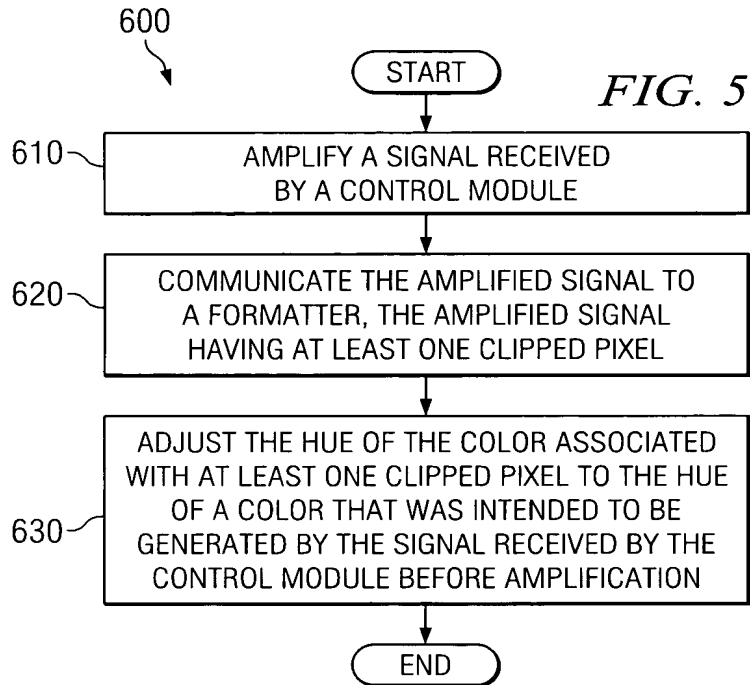 600
START
FIG. 5
610
AMPLIFY A SIGNAL RECEIVED
BY A CONTROL MODULE
620
COMMUNICATE THE AMPLIFIED SIGNAL TO
A FORMATTER, THE AMPLIFIED SIGNAL
HAVING AT LEAST ONE CLIPPED PIXEL
630
ADJUST THE HUE OF THE COLOR ASSOCIATED
WITH AT LEAST ONE CLIPPED PIXEL TO THE HUE
OF A COLOR THAT WAS INTENDED TO BE
GENERATED BY THE SIGNAL RECEIVED BY THE
CONTROL MODULE BEFORE AMPLIFICATION
END